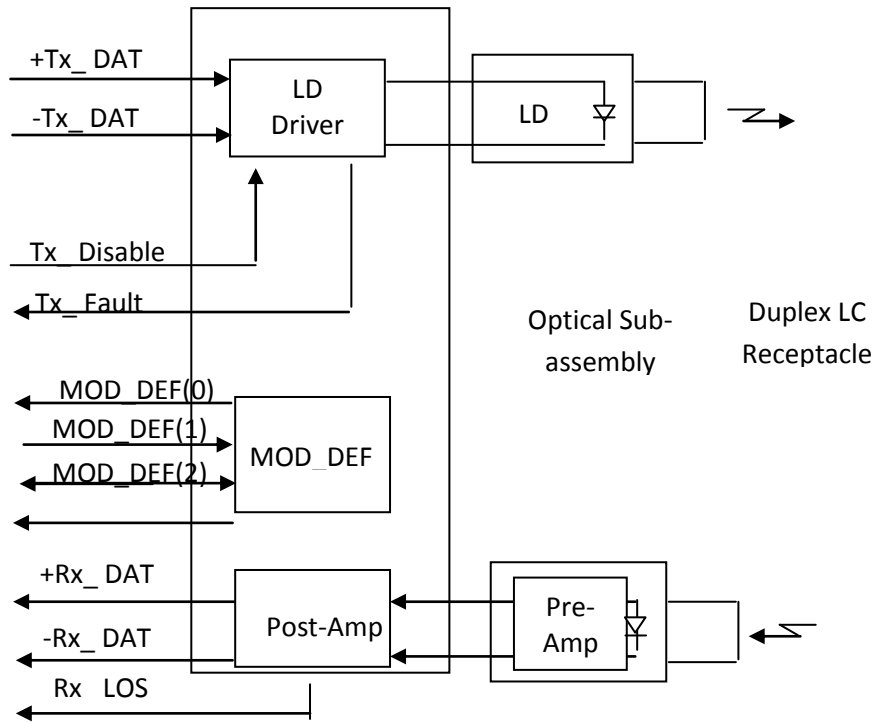 +Tx_ DAT
-Tx_ DAT
LD
Driver
LD
Tx_ Disable
Tx_ Fault
Optical Sub-
assembly
Duplex LC
Receptacle
MOD_DEF(0)
MOD_DEF(1)
MOD_DEF(2)
MOD_DEF
+Rx_ DAT
-Rx_ DAT
Rx LOS
Post-Amp
Pre-
Amp